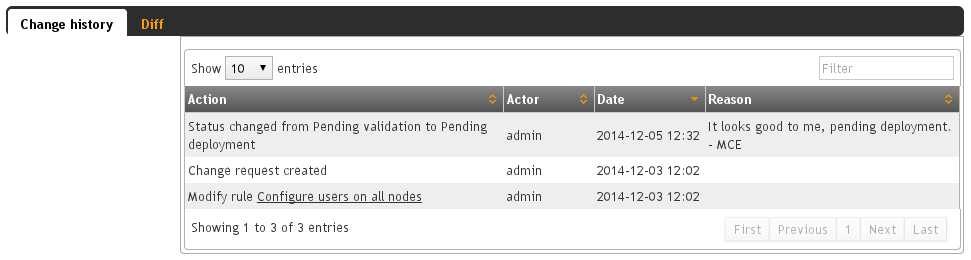 Change history Diff
Show 10 entries Filter
Action Actor Date Reason
Status changed from Pending validation to Pending deployment admin 2014-12-05 12:32 It looks good to me, pending deployment. - MCE
Change request created admin 2014-12-03 12:02
Modify rule Configure users on all nodes admin 2014-12-03 12:02
Showing 1 to 3 of 3 entries First Previous 1 Next Last